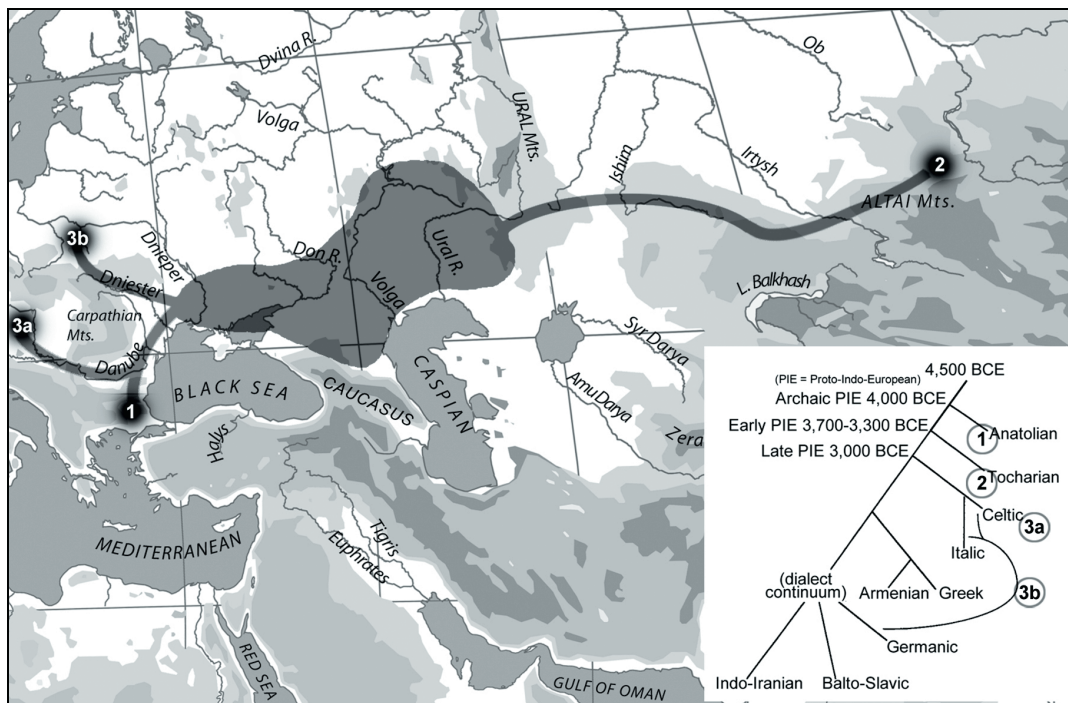 Dvina R.
Ob
Volga
URAL Mts.
Ishim
Irtysh
2
ALTAI Mts.
3b
Dnieper
Don R.
Ural R.
Dniester
Volga
L. Balkhash
3a
Carpathian
Mts.
Danube
Syr Darya
1
BLACK SEA
CAUCASUS
CASPIAN
AmuDarya
Halys
Zera
MEDITERRANEAN
Tigris
Euphrates
RED SEA
GULF OF OMAN
4,500 BCE
(PIE = Proto-Indo-European)
Archaic PIE 4,000 BCE
Early PIE 3,700-3,300 BCE
1 Anatolian
Late PIE 3,000 BCE
2 Tocharian
Celtic
3a
Italic
(dialect
continuum)
Armenian Greek
3b
Germanic
Indo-Iranian Balto-Slavic